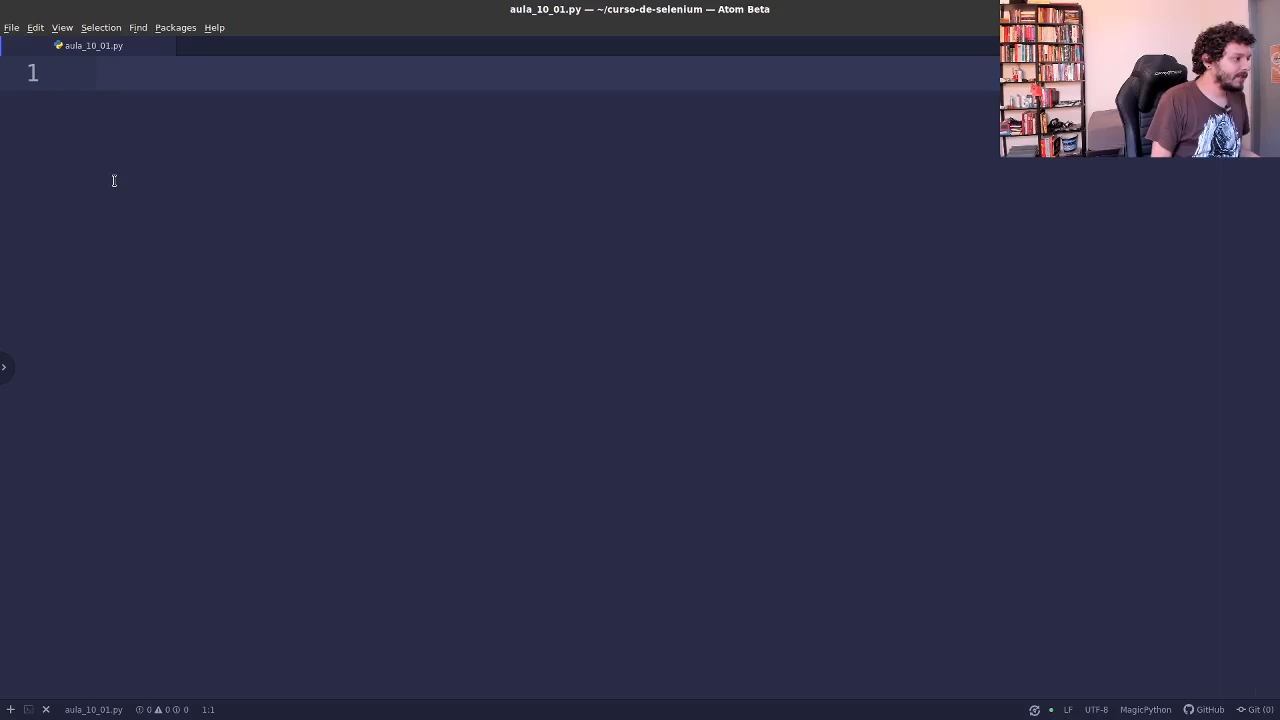 aula_10_01.py — ~/curso-de-selenium — Atom Beta
File Edit View Selection Find Packages Help
aula_10_01.py
1
aula_10_01.py 0 0 0 1:1 LF UTF-8 MagicPython GitHub Git (0)